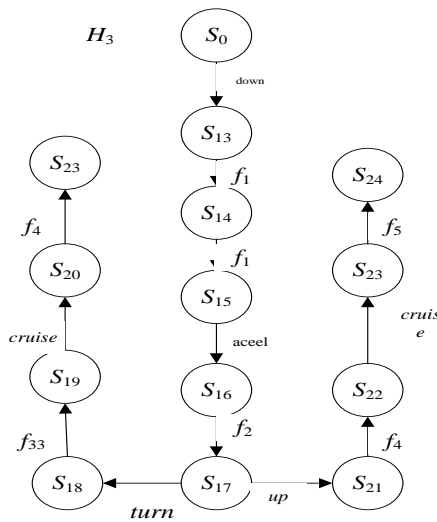 H3 S0
down
S13
S23 f1 S24
S14
f4 f5
f1
S20 S15 S23
cruise aceel cruis
e
S19 S16 S22
f33 f2 f4
S18 S17 S21
turn up